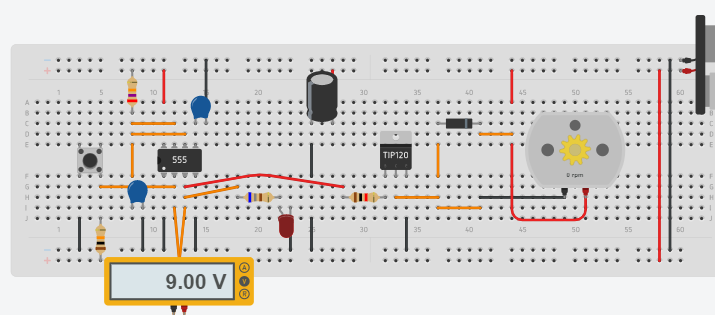 − −
+ +
1 5 10 15 20 25 30 35 40 45 50 55 60
A A
B B
C C
D D
E E
555
TIP120
0 rpm
F F
G G
H H
I I
J J
1 5 10 15 20 25 30 35 40 45 50 55 60
− −
+ +
9.00 V
A
V
R